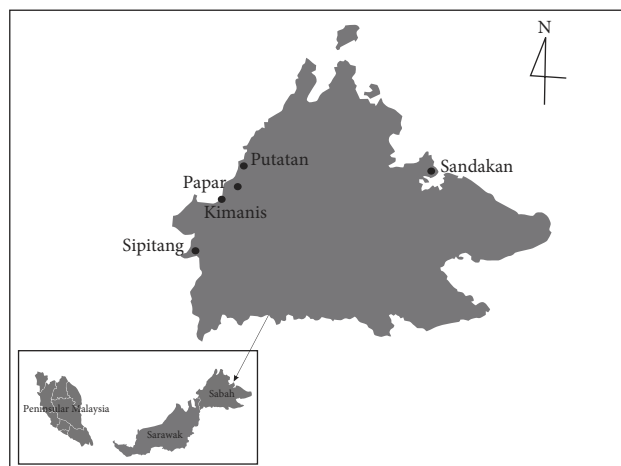 N
Putatan
Sandakan
Papar
Kimanis
Sipitang
Sabah
Peninsular Malaysia
Sarawak